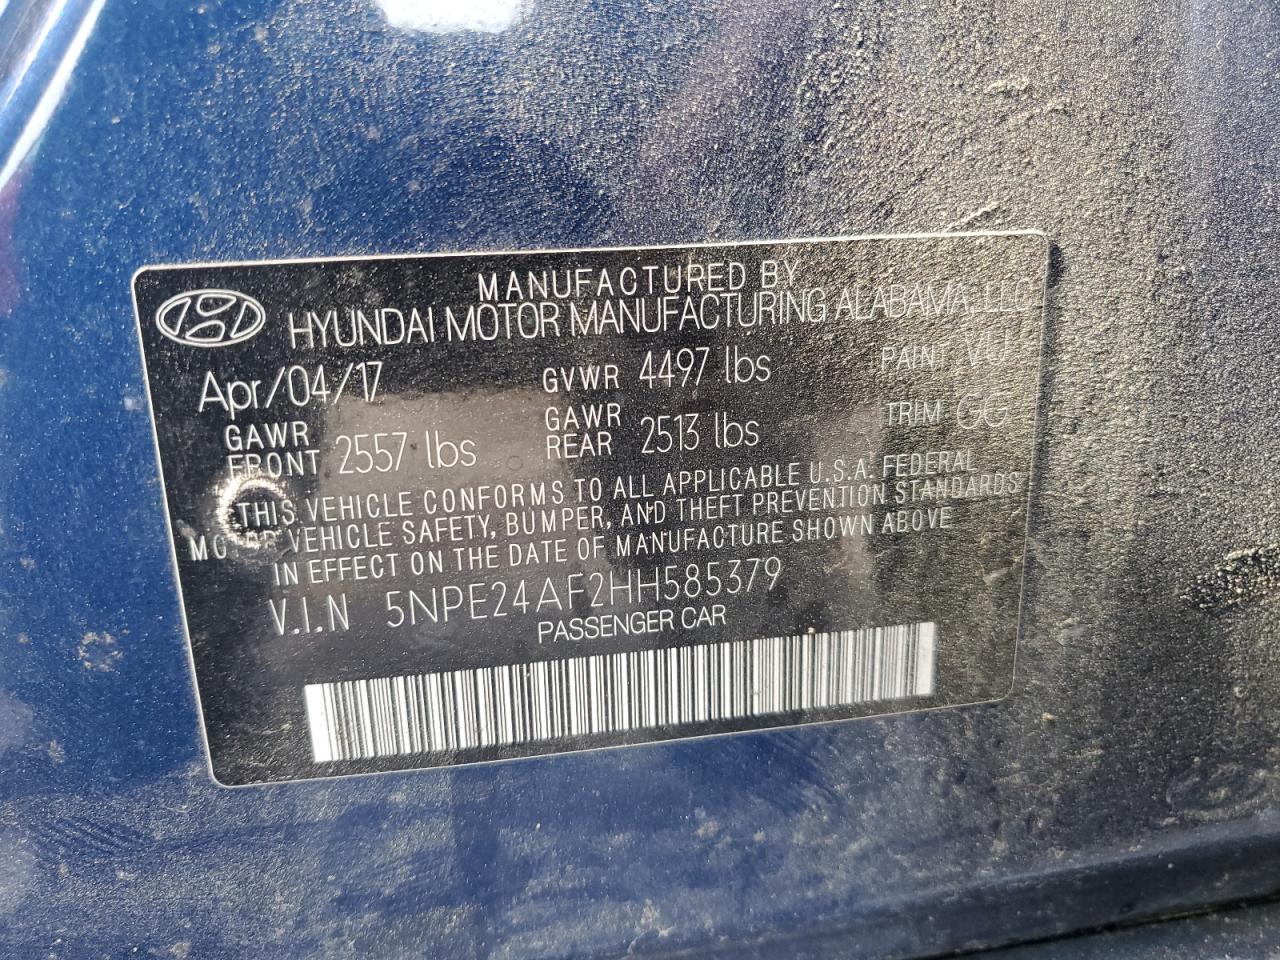 MANUFACTURED BY
HYUNDAI MOTOR MANUFACTURING ALABAMA, LLC
Apr/04/17 GVWR 4497 lbs PAINT
GAWR FRONT 2557 lbs GAWR REAR 2513 lbs TRIM GG
THIS VEHICLE CONFORMS TO ALL APPLICABLE U.S.A. FEDERAL
MOTOR VEHICLE SAFETY, BUMPER, AND THEFT PREVENTION STANDARDS
IN EFFECT ON THE DATE OF MANUFACTURE SHOWN ABOVE
V.I.N 5NPE24AF2HH585379
PASSENGER CAR